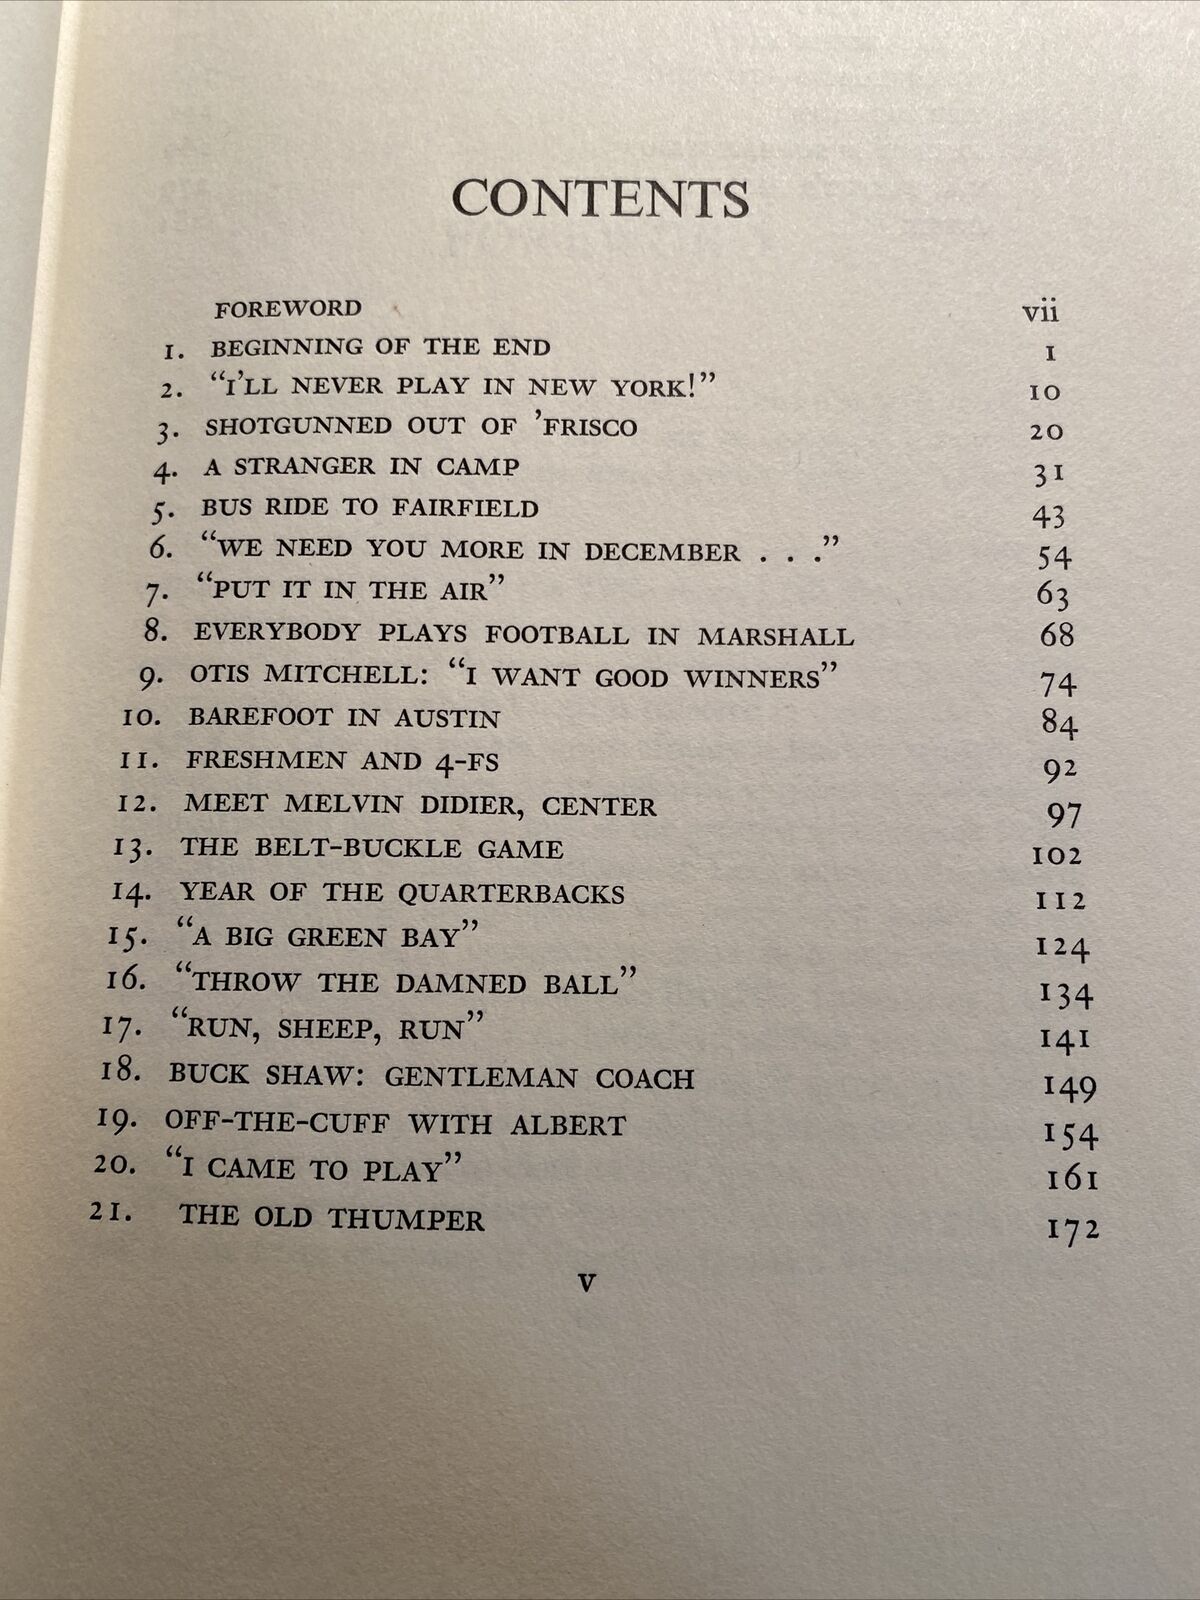 CONTENTS
FOREWORD vii
1. BEGINNING OF THE END 1
2. “I’LL NEVER PLAY IN NEW YORK!” 10
3. SHOTGUNNED OUT OF ’FRISCO 20
4. A STRANGER IN CAMP 31
5. BUS RIDE TO FAIRFIELD 43
6. “WE NEED YOU MORE IN DECEMBER . . .” 54
7. “PUT IT IN THE AIR” 63
8. EVERYBODY PLAYS FOOTBALL IN MARSHALL 68
9. OTIS MITCHELL: “I WANT GOOD WINNERS” 74
10. BAREFOOT IN AUSTIN 84
11. FRESHMEN AND 4-FS 92
12. MEET MELVIN DIDIER, CENTER 97
13. THE BELT-BUCKLE GAME 102
14. YEAR OF THE QUARTERBACKS 112
15. “A BIG GREEN BAY” 124
16. “THROW THE DAMNED BALL” 134
17. “RUN, SHEEP, RUN” 141
18. BUCK SHAW: GENTLEMAN COACH 149
19. OFF-THE-CUFF WITH ALBERT 154
20. “I CAME TO PLAY” 161
21. THE OLD THUMPER 172
v